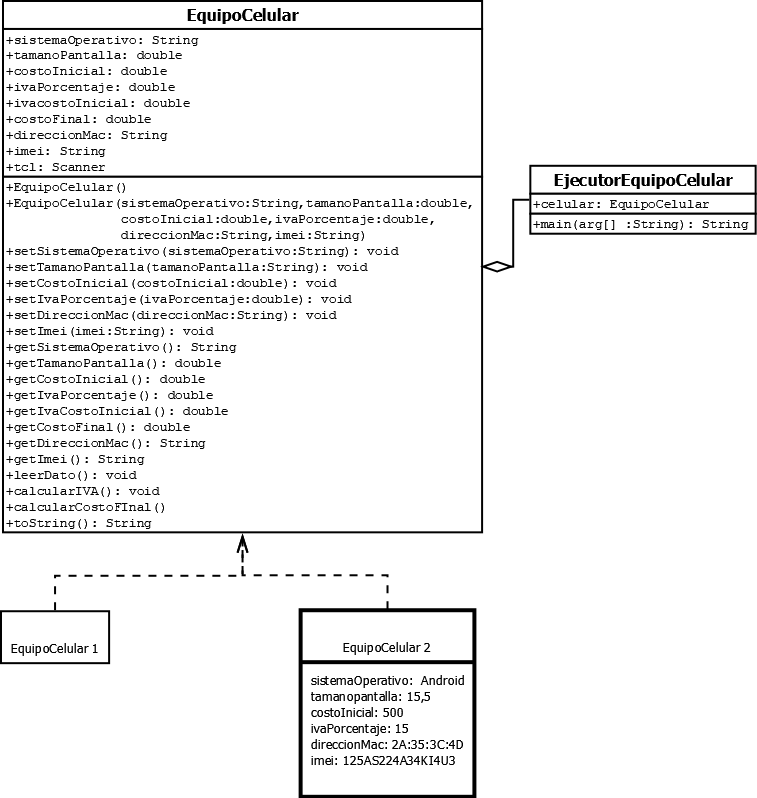 EquipoCelular
+sistemaOperativo: String
+tamanoPantalla: double
+costoInicial: double
+ivaPorcentaje: double
+ivacostoInicial: double
+costoFinal: double
+direccionMac: String
+imei: String
+tcl: Scanner
+EquipoCelular()
+EquipoCelular(sistemaOperativo:String,tamanoPantalla:double,
costoInicial:double,ivaPorcentaje:double,
direccionMac:String,imei:String)
+setSistemaOperativo(sistemaOperativo:String): void
+setTamanoPantalla(tamanoPantalla:String): void
+setCostoInicial(costoInicial:double): void
+setIvaPorcentaje(ivaPorcentaje:double): void
+setDireccionMac(direccionMac:String): void
+setImei(imei:String): void
+getSistemaOperativo(): String
+getTamanoPantalla(): double
+getCostoInicial(): double
+getIvaPorcentaje(): double
+getIvaCostoInicial(): double
+getCostoFinal(): double
+getDireccionMac(): String
+getImei(): String
+leerDato(): void
+calcularIVA(): void
+calcularCostoFInal()
+toString(): String
EjecutorEquipoCelular
+celular: EquipoCelular
+main(arg[] :String): String
EquipoCelular 1
EquipoCelular 2
sistemaOperativo: Android
tamanopantalla: 15,5
costoInicial: 500
ivaPorcentaje: 15
direccionMac: 2A:35:3C:4D
imei: 125AS224A34KI4U3